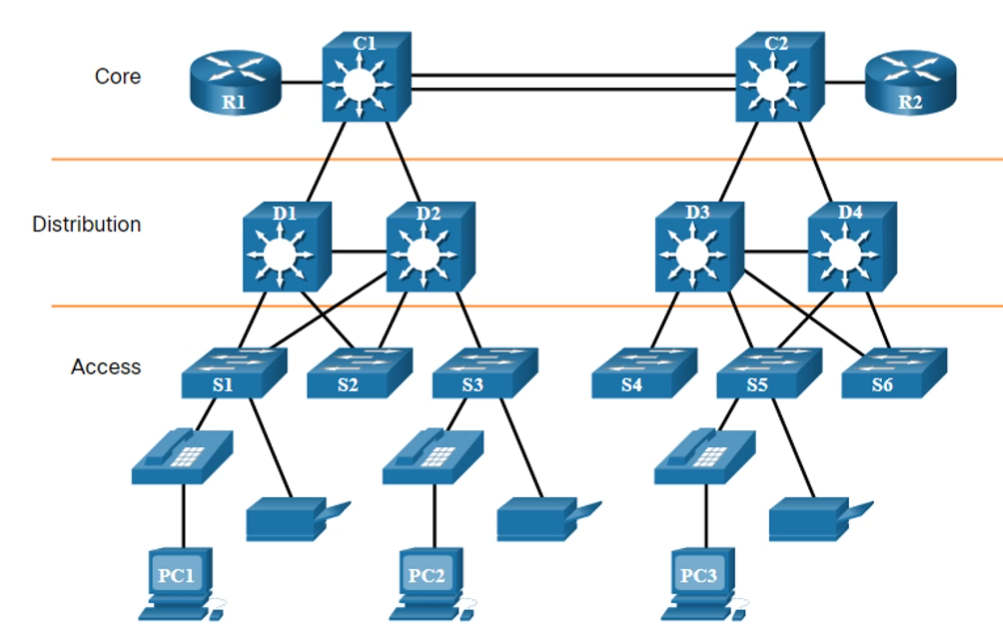 Core
R1
C1
C2
R2
Distribution
D1
D2
D3
D4
Access
S1
S2
S3
S4
S5
S6
PC1
PC2
PC3